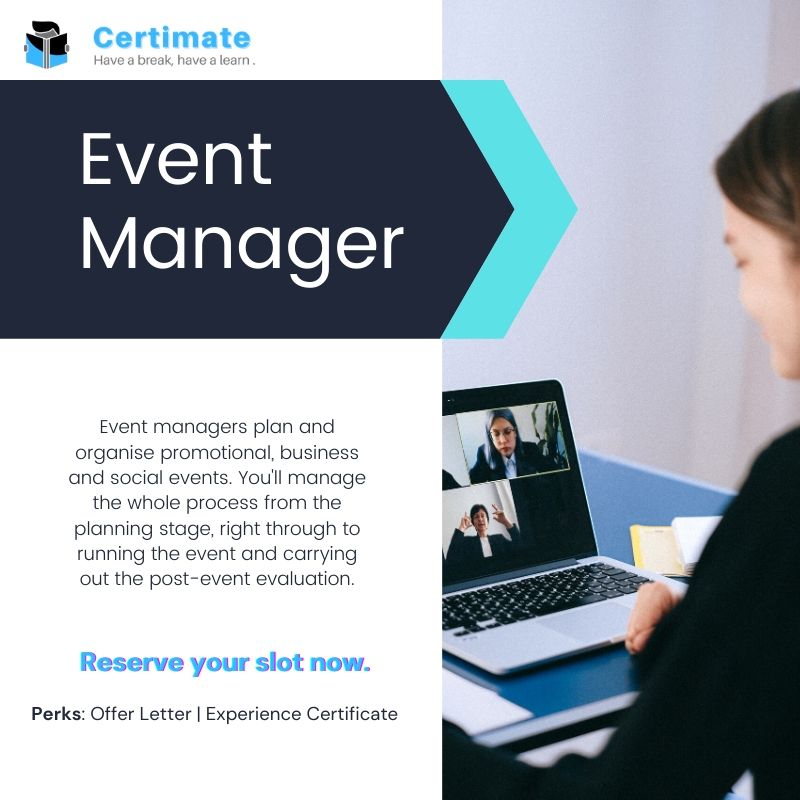 Certimate
Have a break, have a learn .
Event
Manager
Event managers plan and
organise promotional, business
and social events. You'll manage
the whole process from the
planning stage, right through to
running the event and carrying
out the post-event evaluation.
Reserve your slot now.
Perks: Offer Letter | Experience Certificate